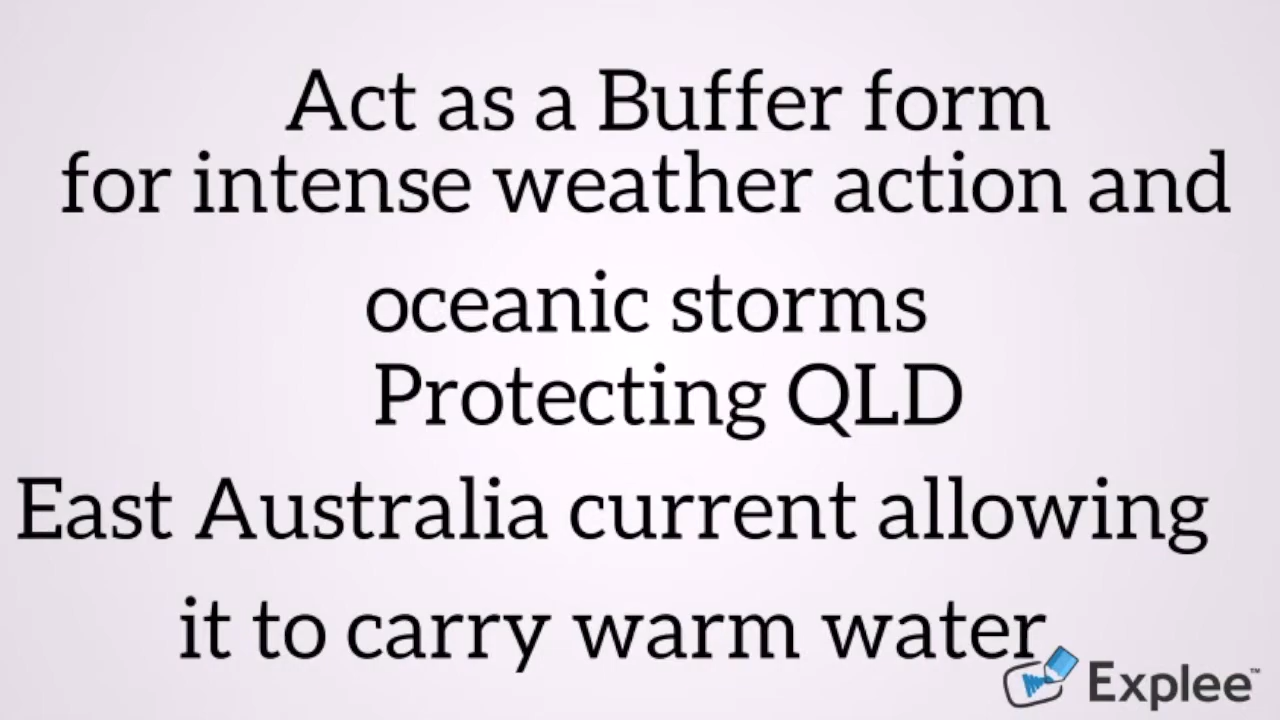 Act as a Buffer form
for intense weather action and
oceanic storms
Protecting QLD
East Australia current allowing
it to carry warm water
Explee™